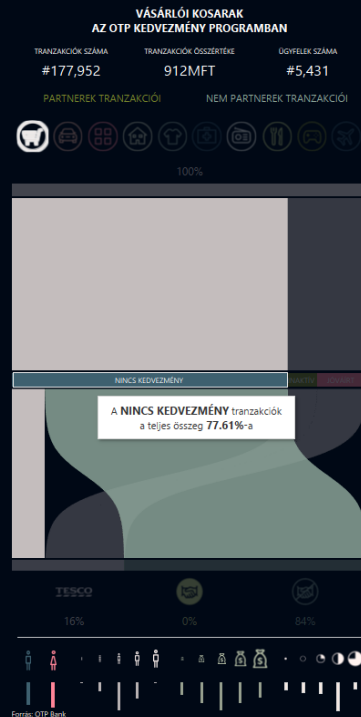 VÁSÁRLÓI KOSARAK
AZ OTP KEDVEZMÉNY PROGRAMBAN
TRANZAKCIÓK SZÁMA TRANZAKCIÓK ÖSSZÉRTÉKE ÜGYFELEK SZÁMA
#177,952 912MFT #5,431
PARTNEREK TRANZAKCIÓI NEM PARTNEREK TRANZAKCIÓI
100%
NINCS KEDVEZMÉNY
A NINCS KEDVEZMÉNY tranzakciók
a teljes összeg 77.61%-a
TESCO
16% 0% 84%
Forrás: OTP Bank